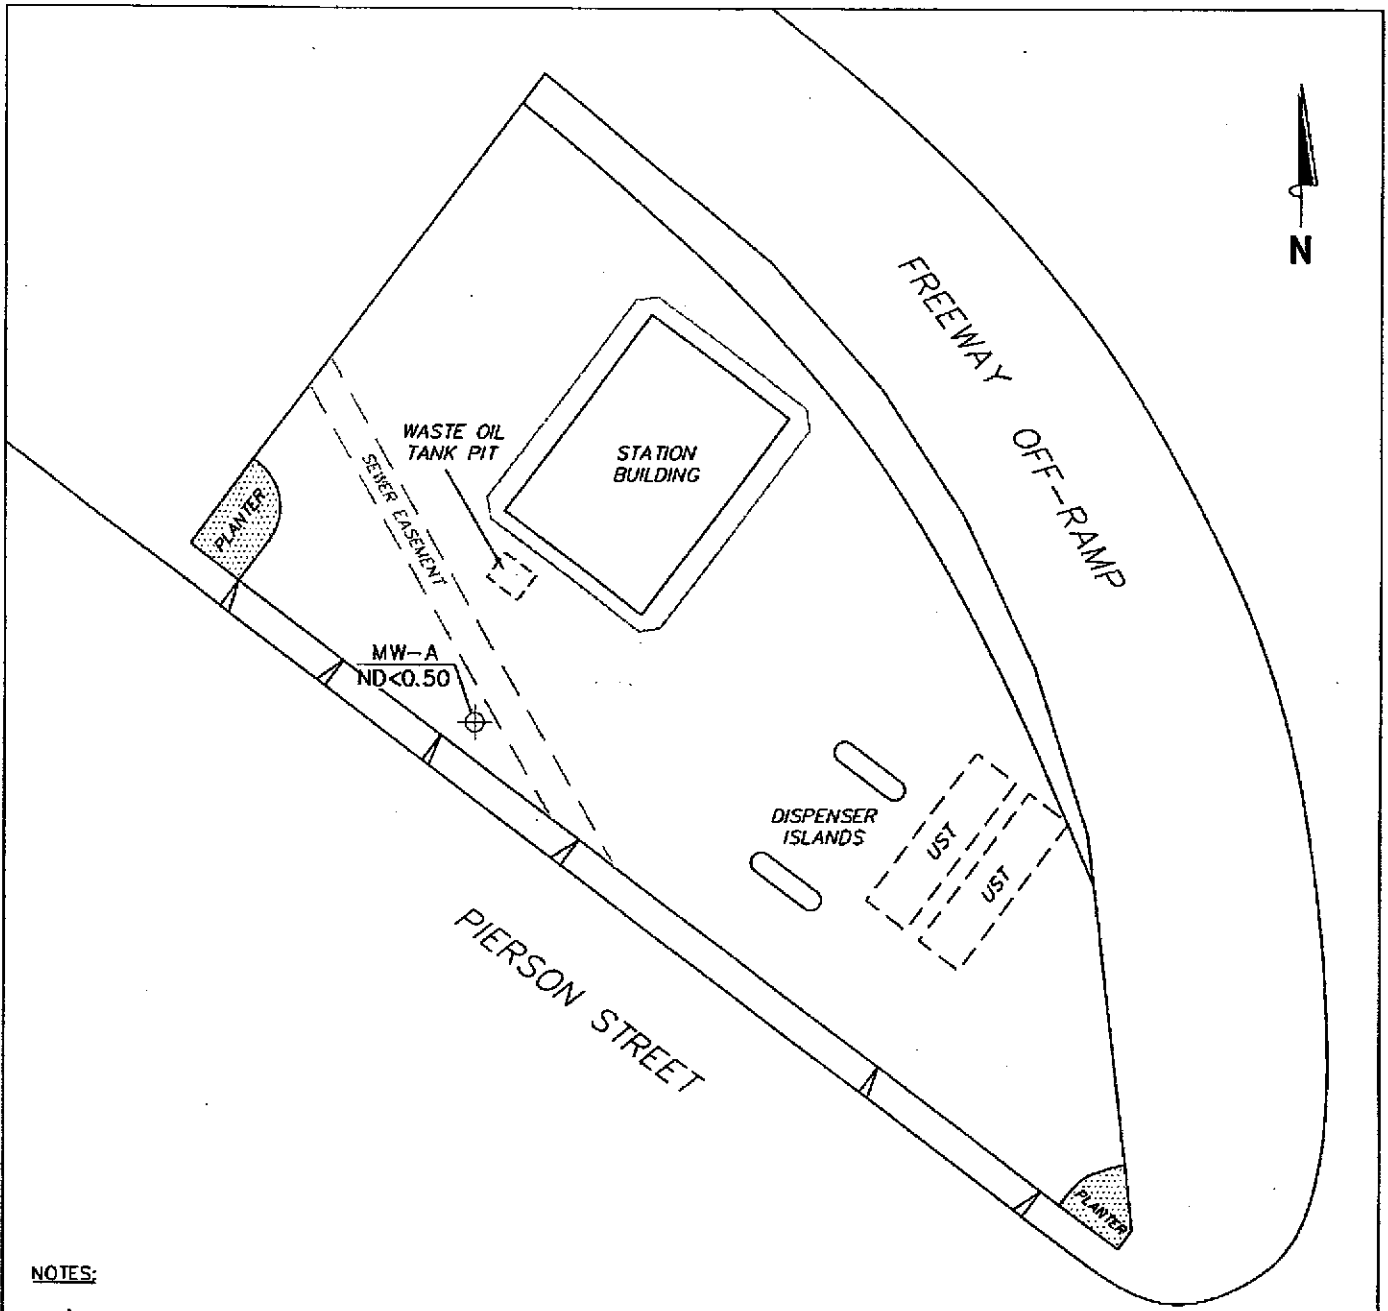 N
FREEWAY OFF-RAMP
WASTE OIL
TANK PIT
STATION
BUILDING
SEWER EASEMENT
PLANTER
MW-A
ND<0.50
DISPENSER
ISLANDS
UST
UST
PIERSON STREET
PLANTER
NOTES: